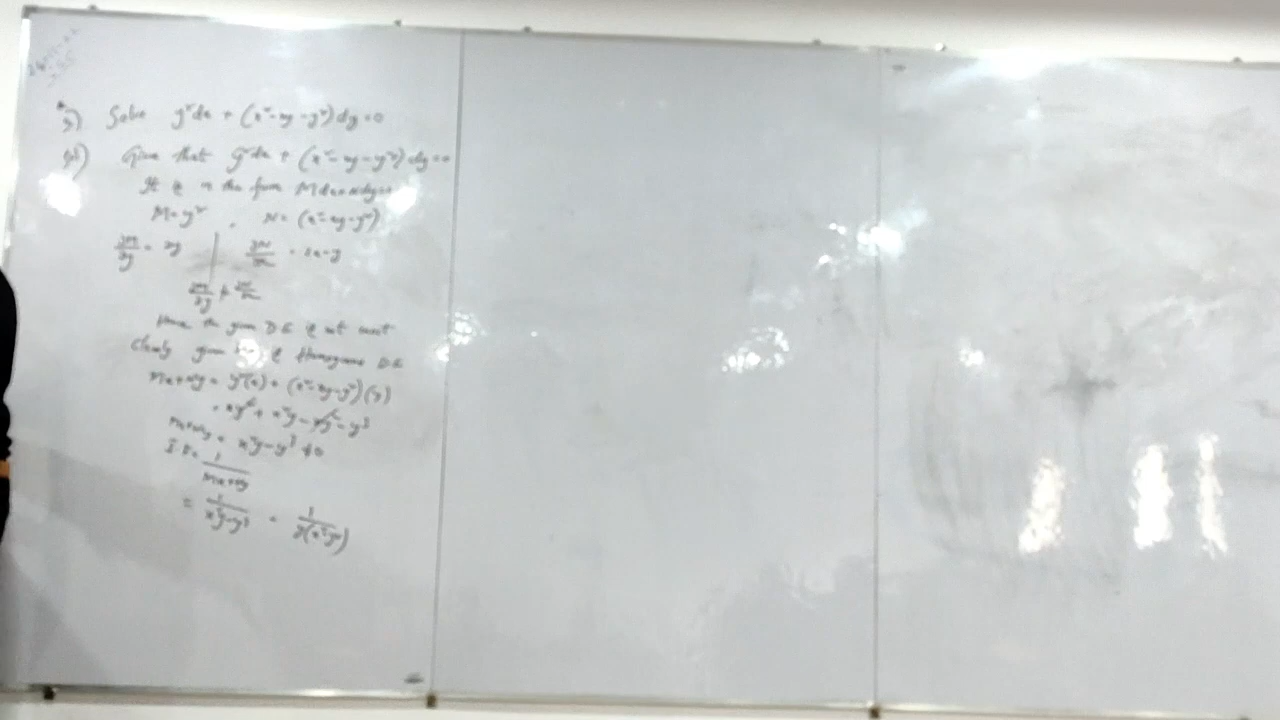 3) Solve y²dx + (x²-xy-y²)dy=0
Sol) Given that y²dx + (x²-xy-y²)dy=0
It is in the form Mdx+Ndy=0
M=y², N=(x²-xy-y²)
∂M/∂y = 2y | ∂N/∂x = 2x-y
∂M/∂y ≠ ∂N/∂x
Hence the given D.E is not exact
Clearly given is Homogeneous D.E
Mx+Ny = y²(x) + (x²-xy-y²)(y)
= xy² + x²y - xy² - y³
Mx+Ny = x²y-y³ ≠0
I.F = 1/(Mx+Ny)
= 1/(x²y-y³) = 1/(y(x²-y²))